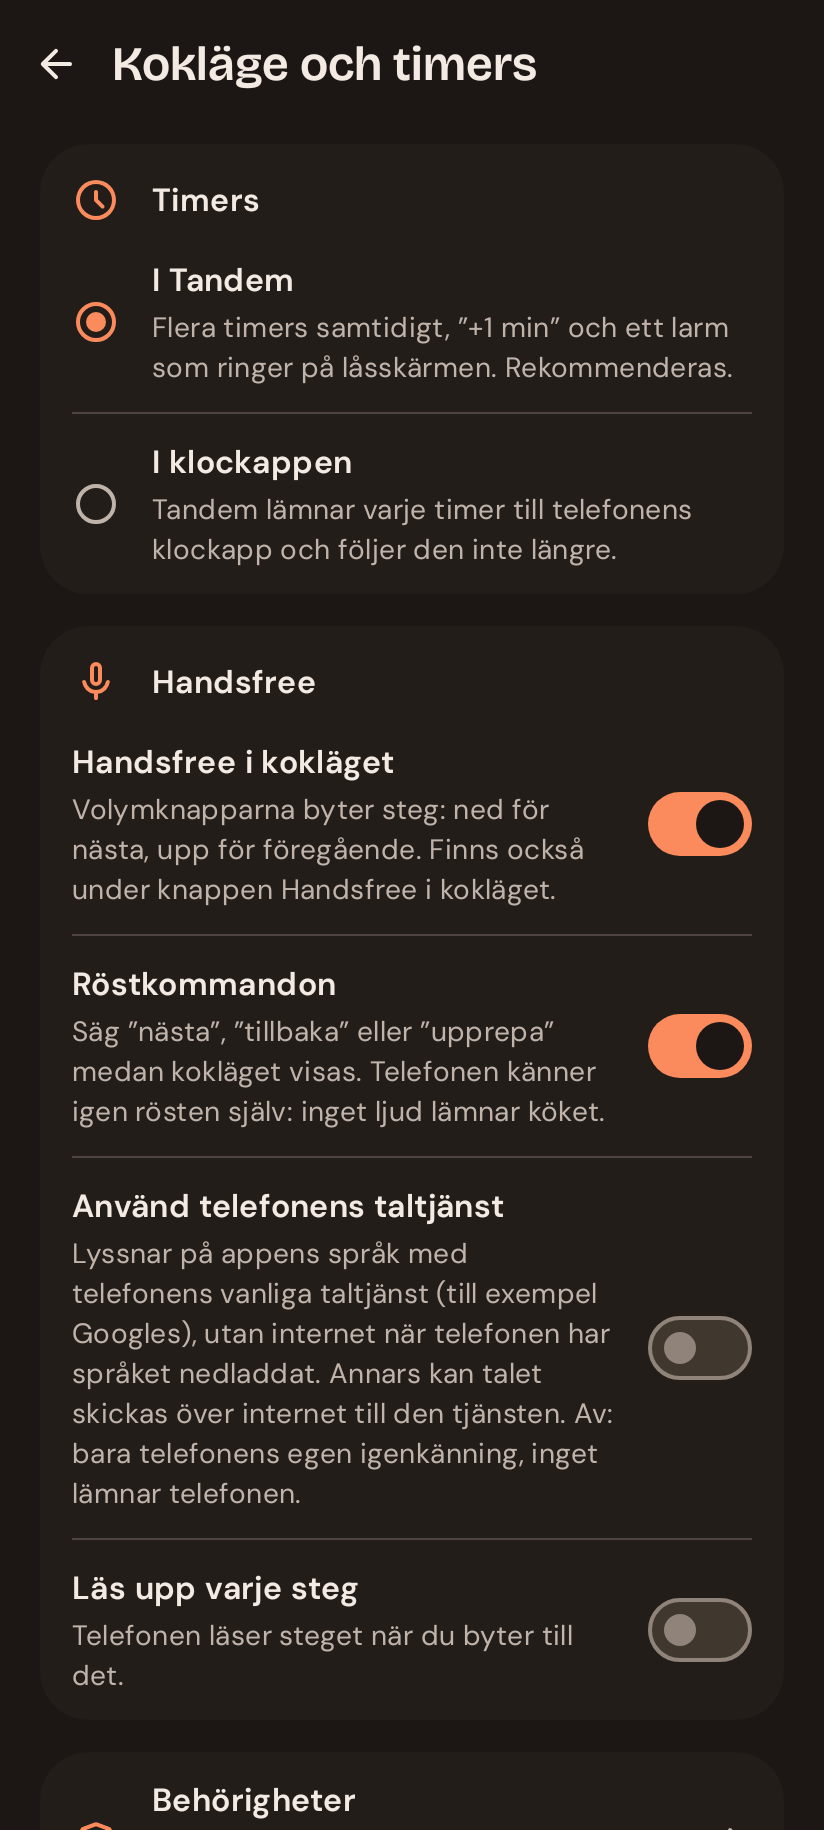 Kokläge och timers
Timers
I Tandem
Flera timers samtidigt, ”+1 min” och ett larm
som ringer på låsskärmen. Rekommenderas.
I klockappen
Tandem lämnar varje timer till telefonens
klockapp och följer den inte längre.
Handsfree
Handsfree i kokläget
Volymknapparna byter steg: ned för
nästa, upp för föregående. Finns också
under knappen Handsfree i kokläget.
Röstkommandon
Säg ”nästa”, ”tillbaka” eller ”upprepa”
medan kokläget visas. Telefonen känner
igen rösten själv: inget ljud lämnar köket.
Använd telefonens taltjänst
Lyssnar på appens språk med
telefonens vanliga taltjänst (till exempel
Googles), utan internet när telefonen har
språket nedladdat. Annars kan talet
skickas över internet till den tjänsten. Av:
bara telefonens egen igenkänning, inget
lämnar telefonen.
Läs upp varje steg
Telefonen läser steget när du byter till
det.
Behörigheter